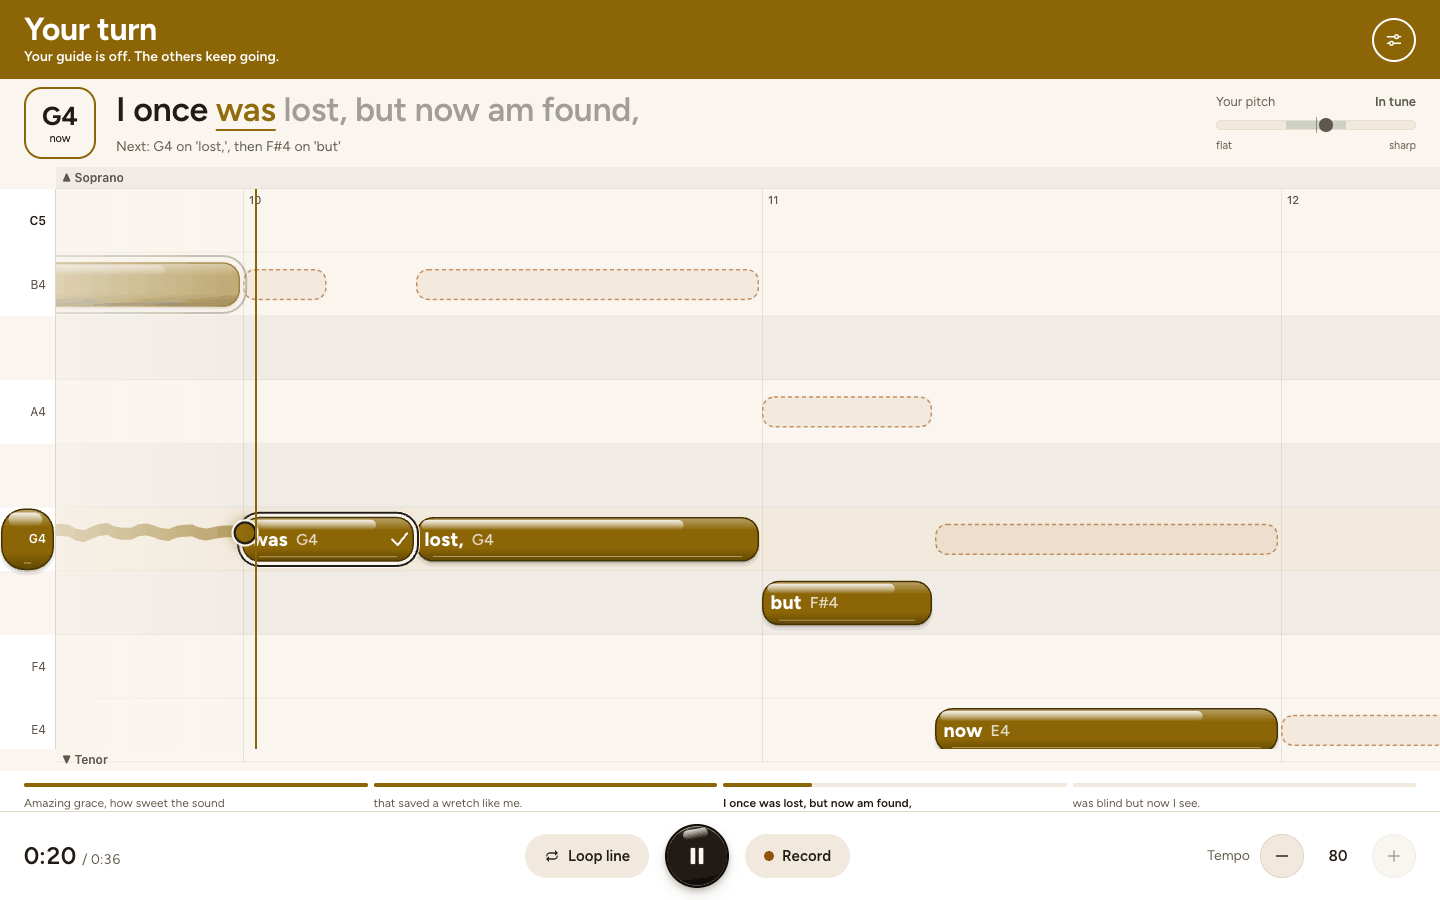 Your turn
Your guide is off. The others keep going.
G4
now
I once was lost, but now am found,
Next: G4 on 'lost,', then F#4 on 'but'
Your pitch In tune
flat sharp
▲ Soprano
10 11 12
C5
B4
A4
G4
was G4
lost, G4
but F#4
F4
E4
now E4
▼ Tenor
Amazing grace, how sweet the sound
that saved a wretch like me.
I once was lost, but now am found,
was blind but now I see.
0:20 / 0:36
Loop line
Record
Tempo
80